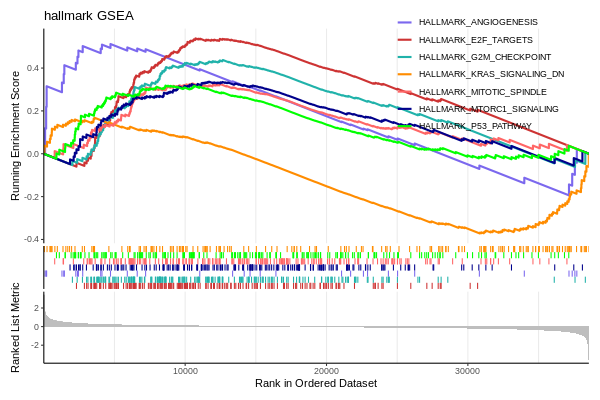 hallmark GSEA
HALLMARK_ANGIOGENESIS
HALLMARK_E2F_TARGETS
HALLMARK_G2M_CHECKPOINT
HALLMARK_KRAS_SIGNALING_DN
HALLMARK_MITOTIC_SPINDLE
HALLMARK_MTORC1_SIGNALING
HALLMARK_P53_PATHWAY
Running Enrichment Score
0.4
0.2
0.0
-0.2
-0.4
Ranked List Metric
2
0
-2
10000 20000 30000
Rank in Ordered Dataset